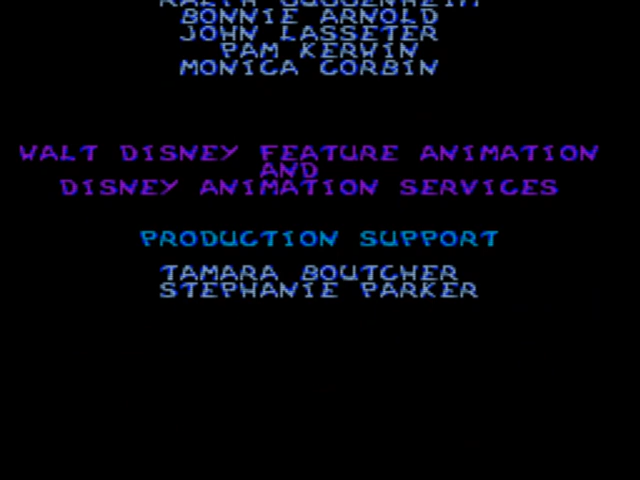 BONNIE ARNOLD
JOHN LASSETER
PAM KERWIN
MONICA CORBIN
WALT DISNEY FEATURE ANIMATION
AND
DISNEY ANIMATION SERVICES
PRODUCTION SUPPORT
TAMARA BOUTCHER
STEPHANIE PARKER